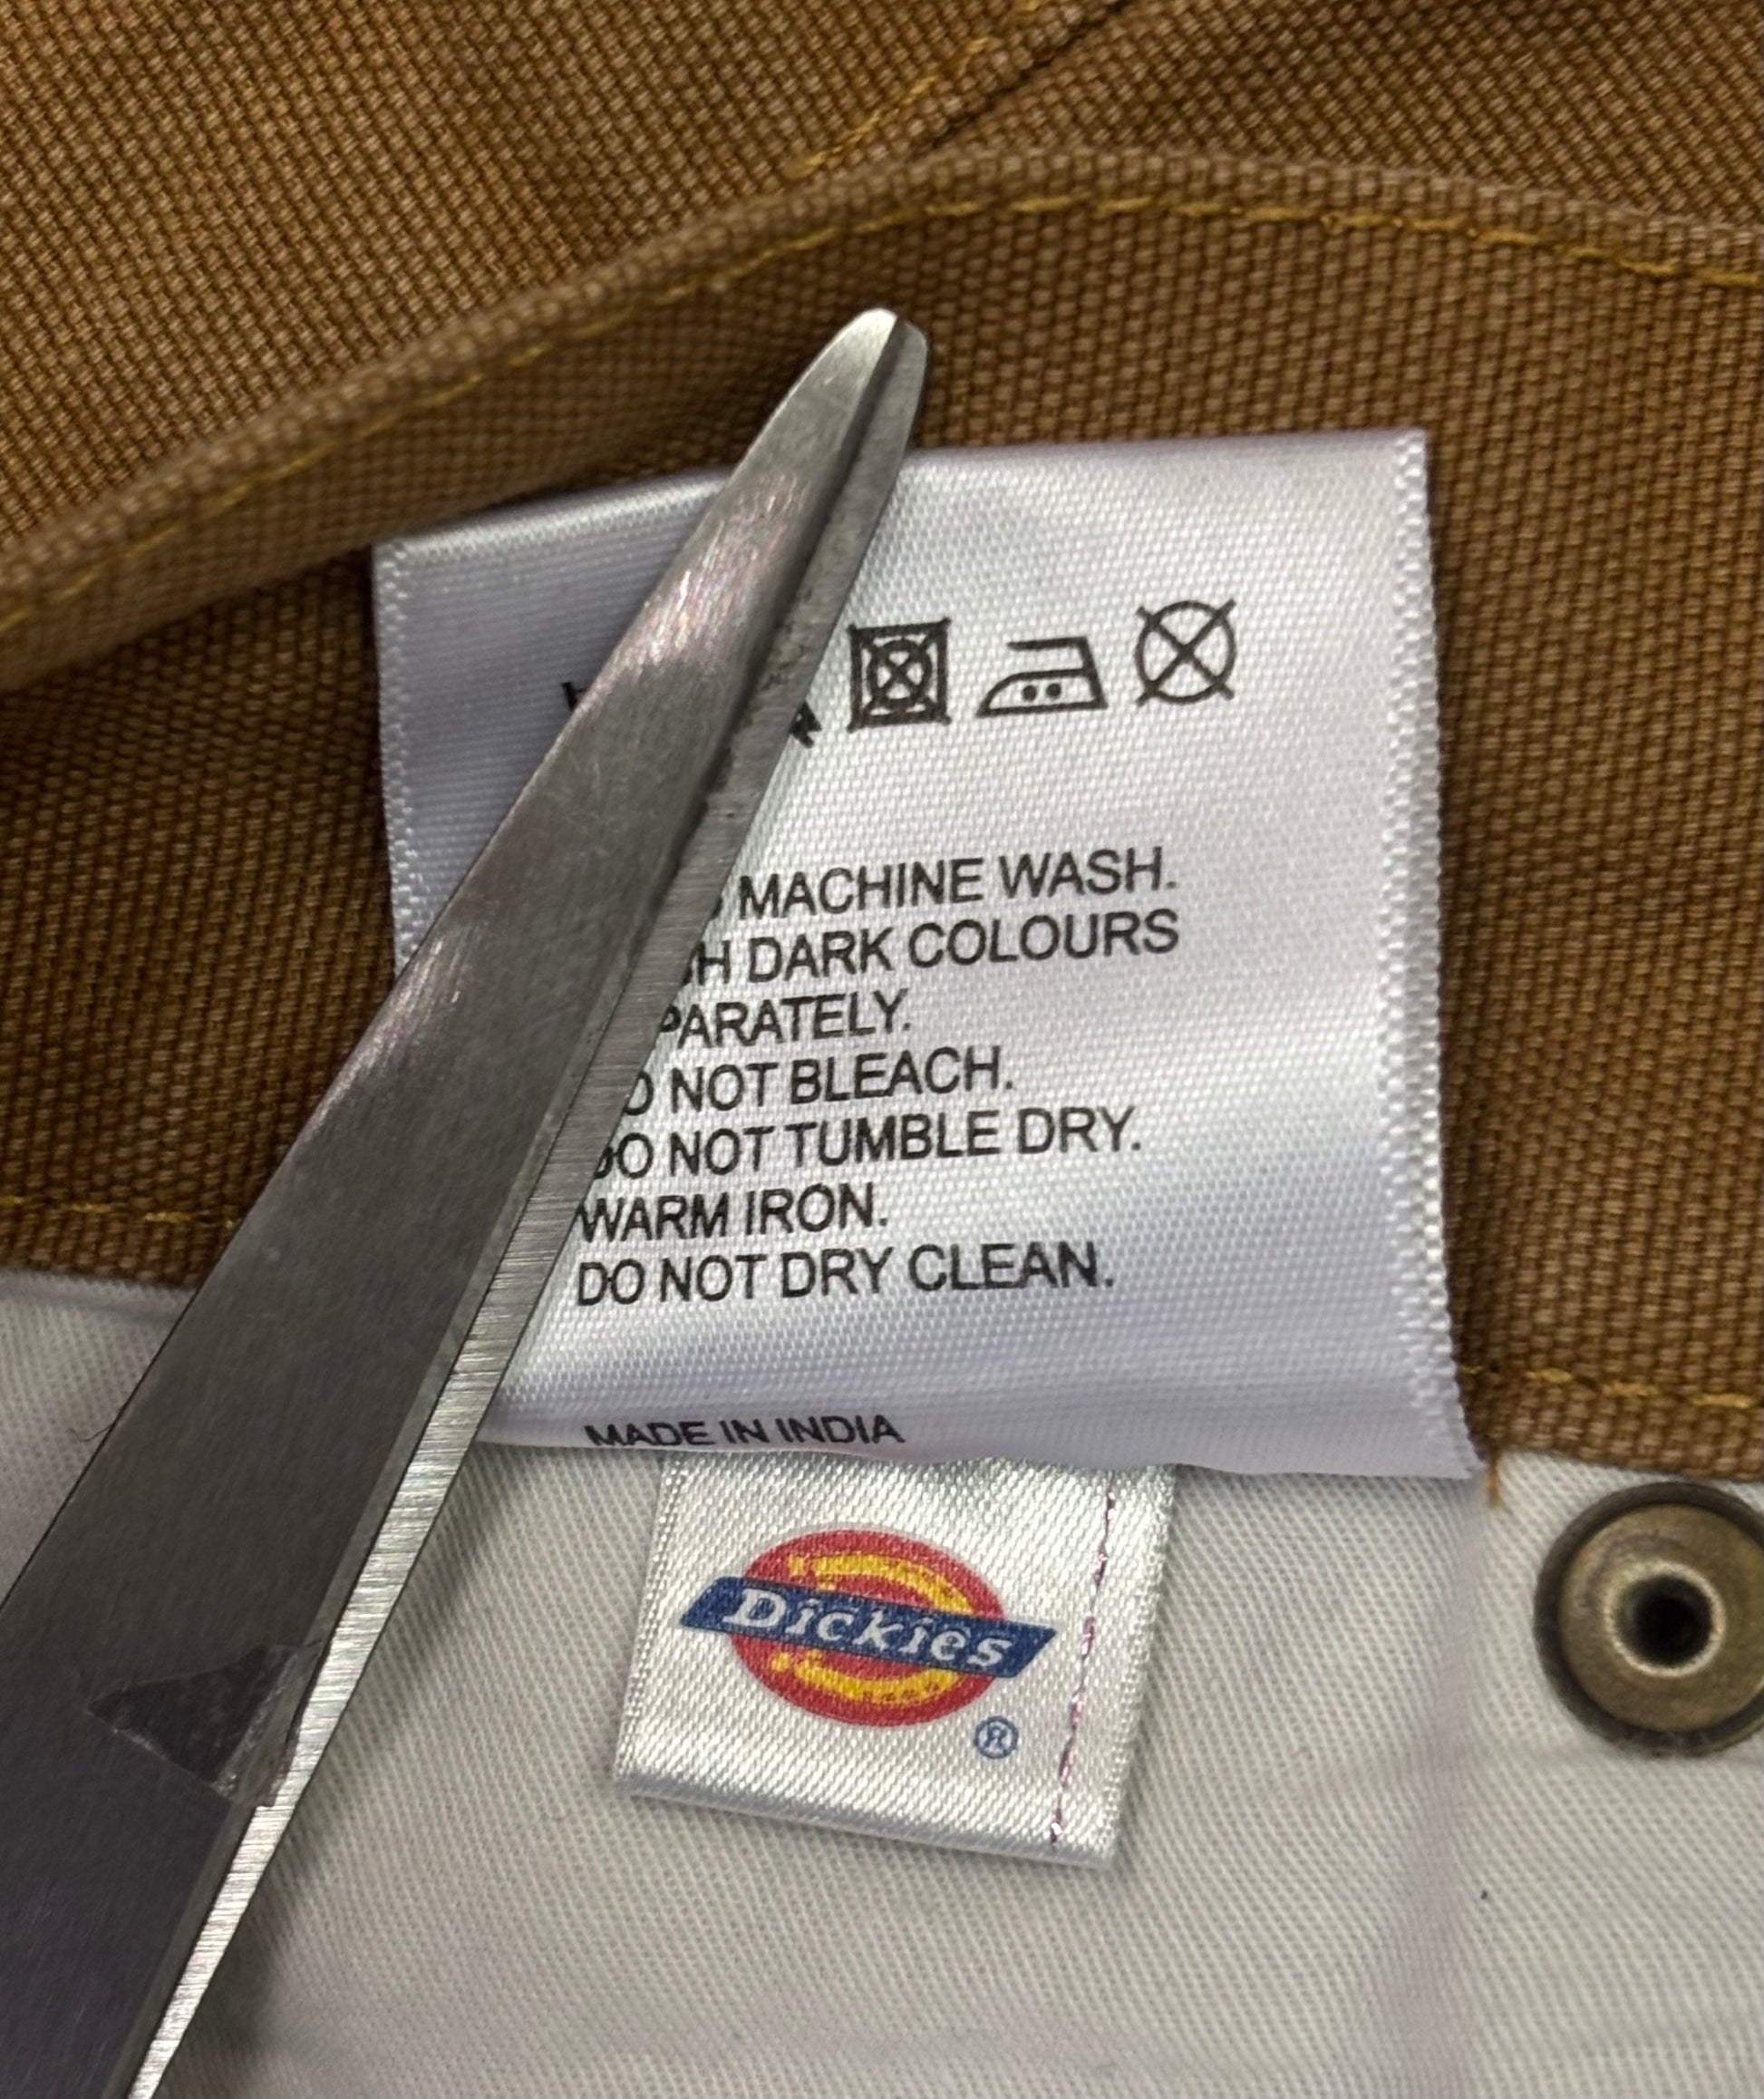 MACHINE WASH.
DARK COLOURS
NOT BLEACH.
DO NOT TUMBLE DRY.
WARM IRON.
DO NOT DRY CLEAN.
MADE IN INDIA
Dickies
®